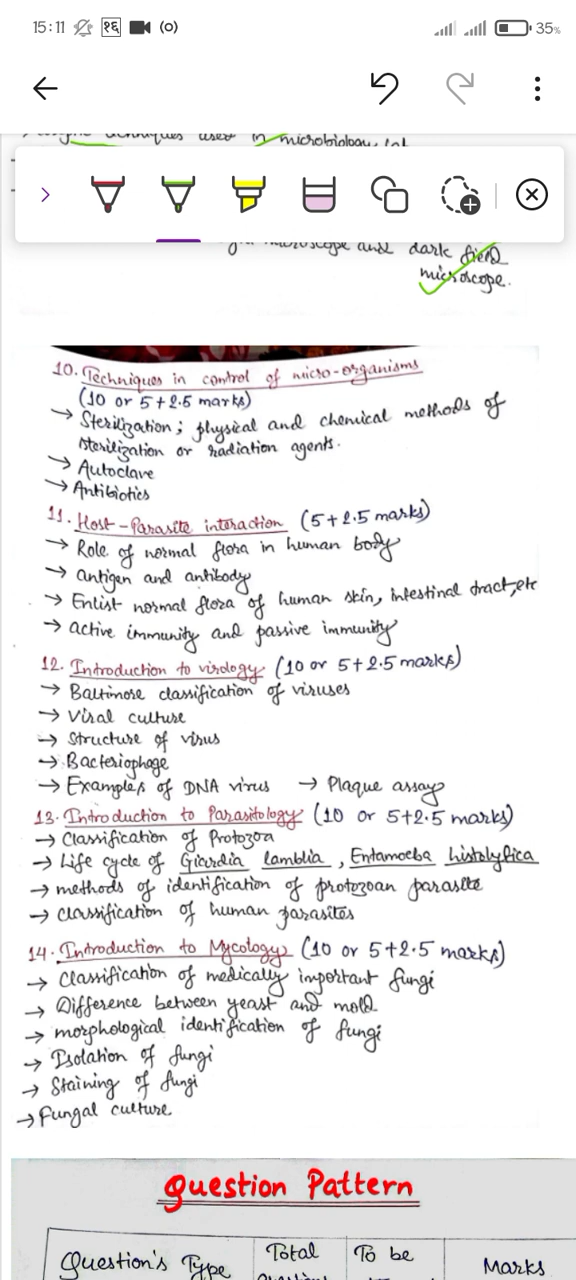 15:11 १६ 35%
techniques used in microbiology
microscope and dark field
microscope.
10. Techniques in control of micro-organisms
(10 or 5+2.5 marks)
→ Sterilization; physical and chemical methods of
sterilization or radiation agents.
→ Autoclave
→ Antibiotics
11. Host-Parasite interaction (5+2.5 marks)
→ Role of normal flora in human body
→ antigen and antibody
→ Enlist normal flora of human skin, intestinal tract, etc
→ active immunity and passive immunity
12. Introduction to virology (10 or 5+2.5 marks)
→ Baltimore classification of viruses
→ Viral culture
→ Structure of virus
→ Bacteriophage
→ Examples of DNA virus → Plaque assay
13. Introduction to Parasitology (10 or 5+2.5 marks)
→ Classification of Protozoa
→ Life cycle of Giardia lamblia, Entamoeba histolyfica
→ methods of identification of protozoan parasite
→ classification of human parasites
14. Introduction to Mycology (10 or 5+2.5 marks)
→ Classification of medically important fungi
→ Difference between yeast and mold
→ morphological identification of fungi
→ Isolation of fungi
→ Staining of fungi
→ Fungal culture
Question Pattern
Question's Type Total To be Marks